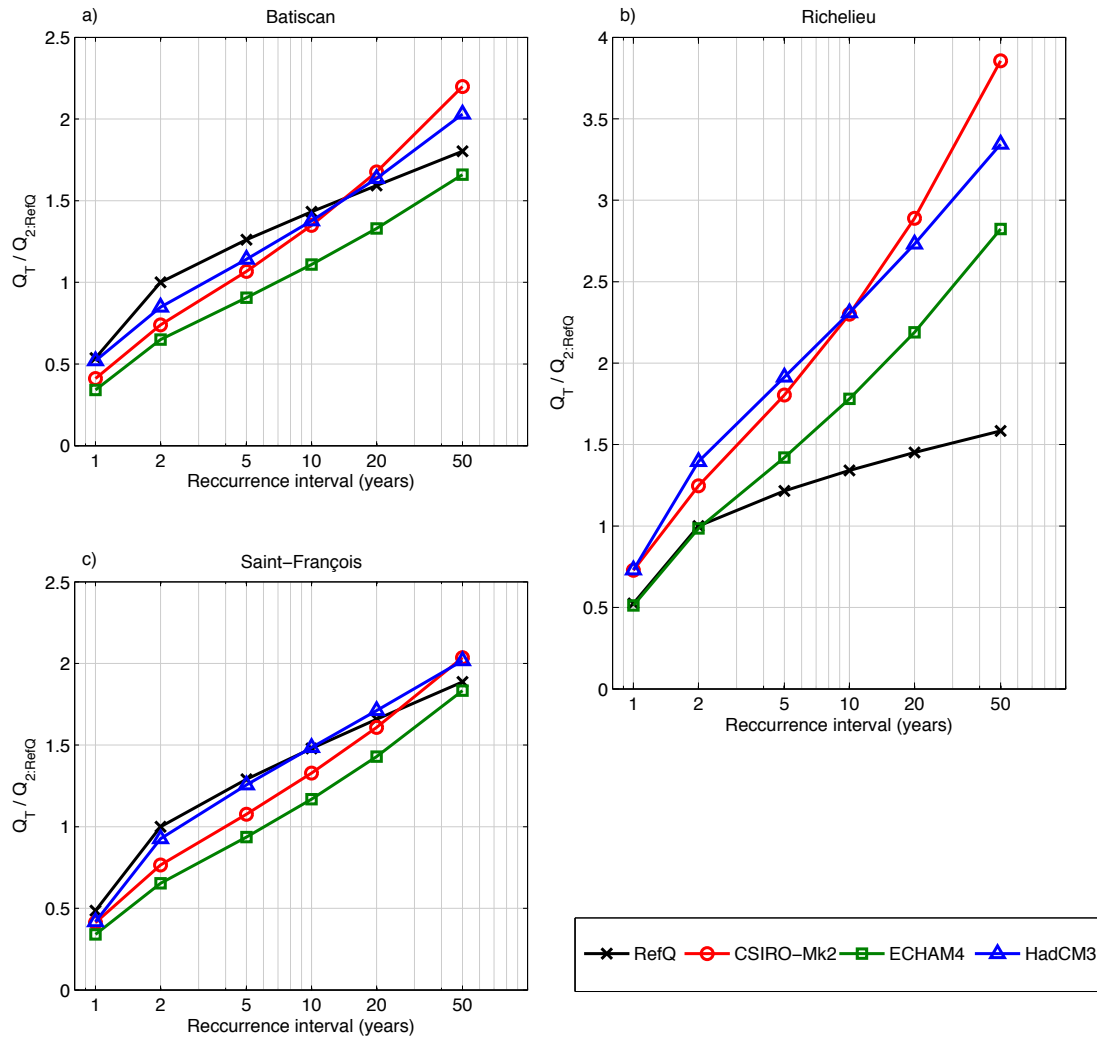 a)
Batiscan
2.5
2
1.5
1
0.5
0
Q_T / Q_2:RefQ
1 2 5 10 20 50
Reccurrence interval (years)
b)
Richelieu
4
3.5
3
2.5
2
1.5
1
0.5
0
Q_T / Q_2:RefQ
1 2 5 10 20 50
Reccurrence interval (years)
c)
Saint−François
2.5
2
1.5
1
0.5
0
Q_T / Q_2:RefQ
1 2 5 10 20 50
Reccurrence interval (years)
RefQ CSIRO−Mk2 ECHAM4 HadCM3